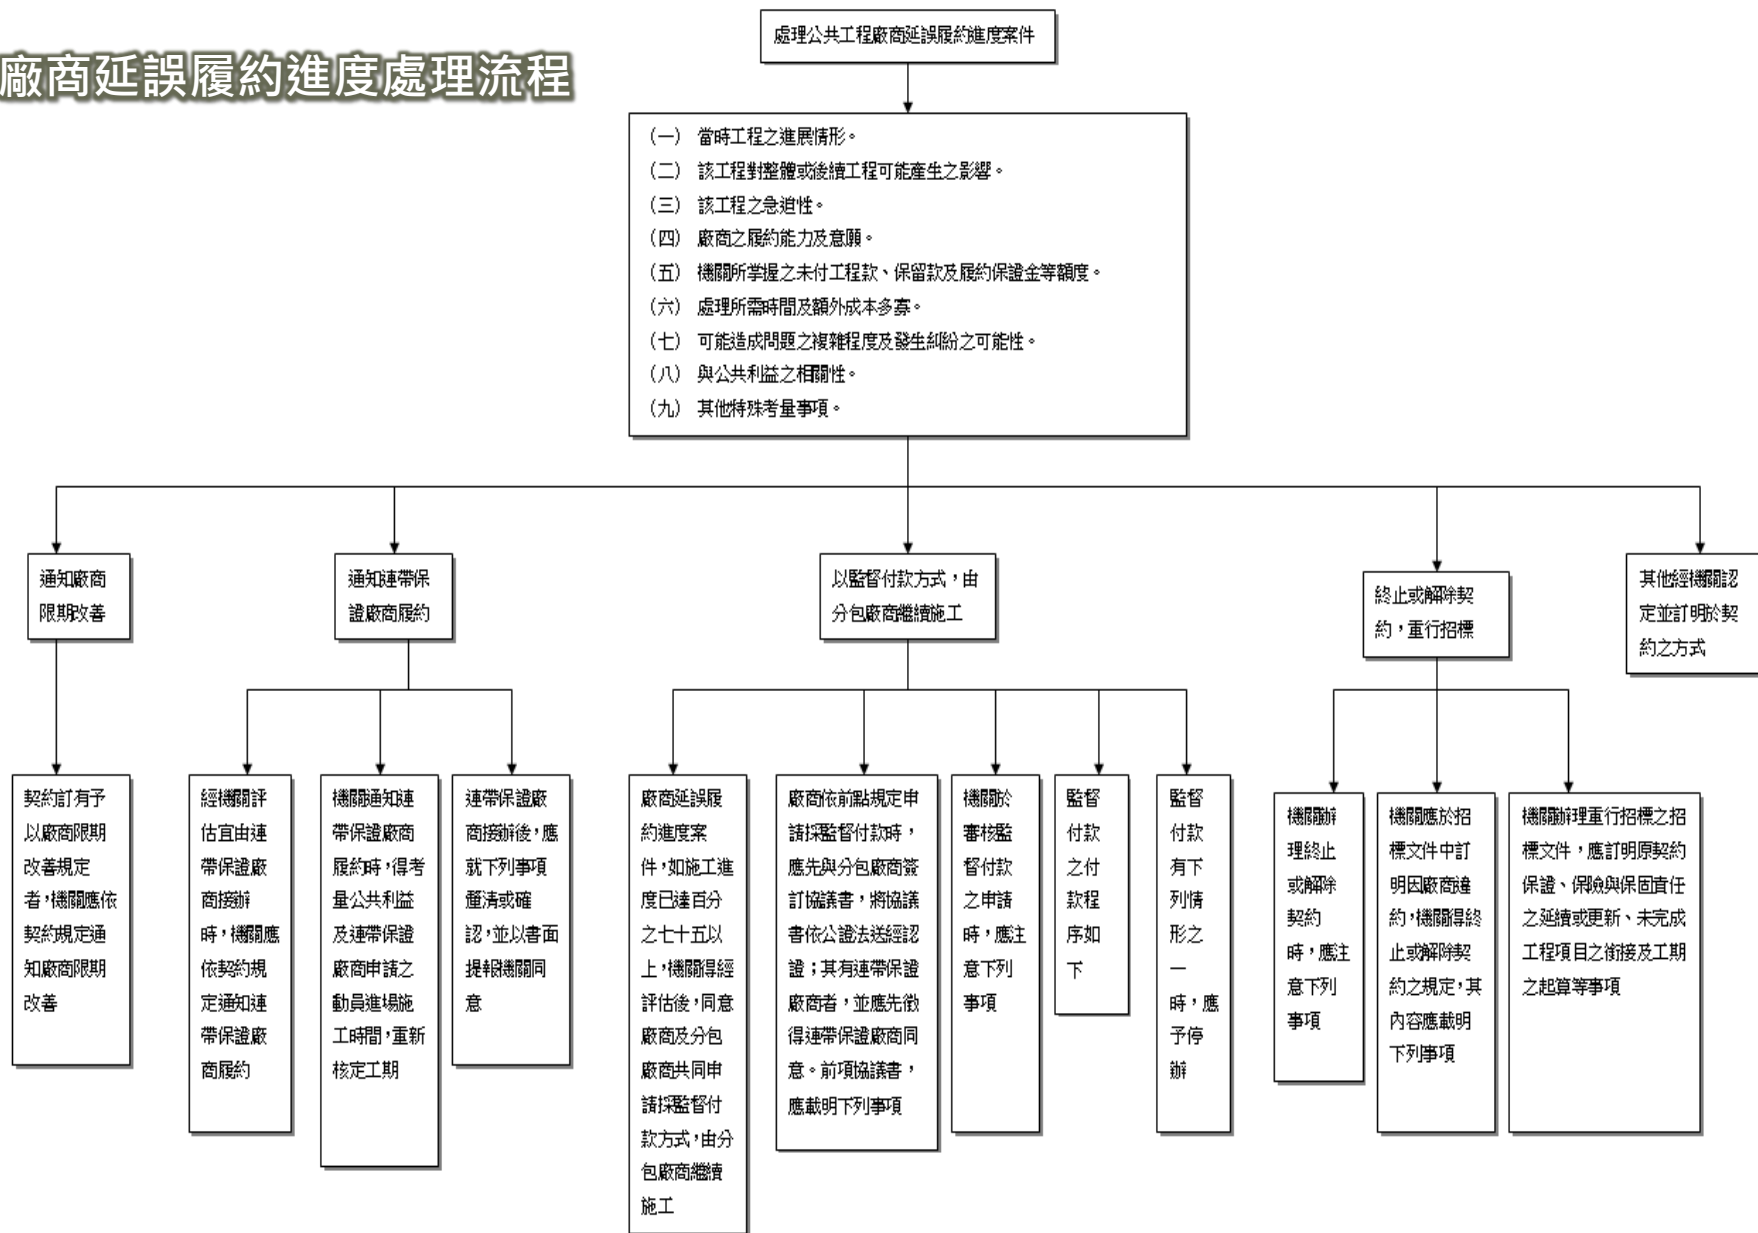 廠商延誤履約進度處理流程
處理公共工程廠商延誤履約進度案件
(一) 當時工程之進展情形。
(二) 該工程對整體或後續工程可能產生之影響。
(三) 該工程之急迫性。
(四) 廠商之履約能力及意願。
(五) 機關所掌握之未付工程款、保留款及履約保證金等額度。
(六) 處理所需時間及額外成本多寡。
(七) 可能造成問題之複雜程度及發生糾紛之可能性。
(八) 與公共利益之相關性。
(九) 其他特殊考量事項。
通知廠商
限期改善
通知連帶保
證廠商履約
以監督付款方式，由
分包廠商繼續施工
終止或解除契
約，重行招標
其他經機關認
定並訂明於契
約之方式
契約訂有予
以廠商限期
改善規定
者，機關應依
契約規定通
知廠商限期
改善
經機關評
估宜由連
帶保證廠
商接辦
時，機關應
依契約規
定通知連
帶保證廠
商履約
機關通知連
帶保證廠商
履約時，得考
量公共利益
及連帶保證
廠商申請之
動員進場施
工時間，重新
核定工期
連帶保證廠
商接辦後，應
就下列事項
釐清或確
認，並以書面
提報機關同
意
廠商延誤履
約進度案
件，如施工進
度已達百分
之七十五以
上，機關得經
評估後，同意
廠商及分包
廠商共同申
請採監督付
款方式，由分
包廠商繼續
施工
廠商依前點規定申
請採監督付款時，
應先與分包廠商簽
訂協議書，將協議
書依公證法送經認
證；其有連帶保證
廠商者，並應先徵
得連帶保證廠商同
意。前項協議書，
應載明下列事項
機關於
審核監
督付款
之申請
時，應注
意下列
事項
監督
付款
之付
款程
序如
下
監督
付款
有下
列情
形之
一
時，應
予停
辦
機關辦
理終止
或解除
契約
時，應注
意下列
事項
機關應於招
標文件中訂
明因廠商違
約，機關得終
止或解除契
約之規定，其
內容應載明
下列事項
機關辦理重行招標之招
標文件，應訂明原契約
保證、保險與保固責任
之延續或更新、未完成
工程項目之銜接及工期
之起算等事項